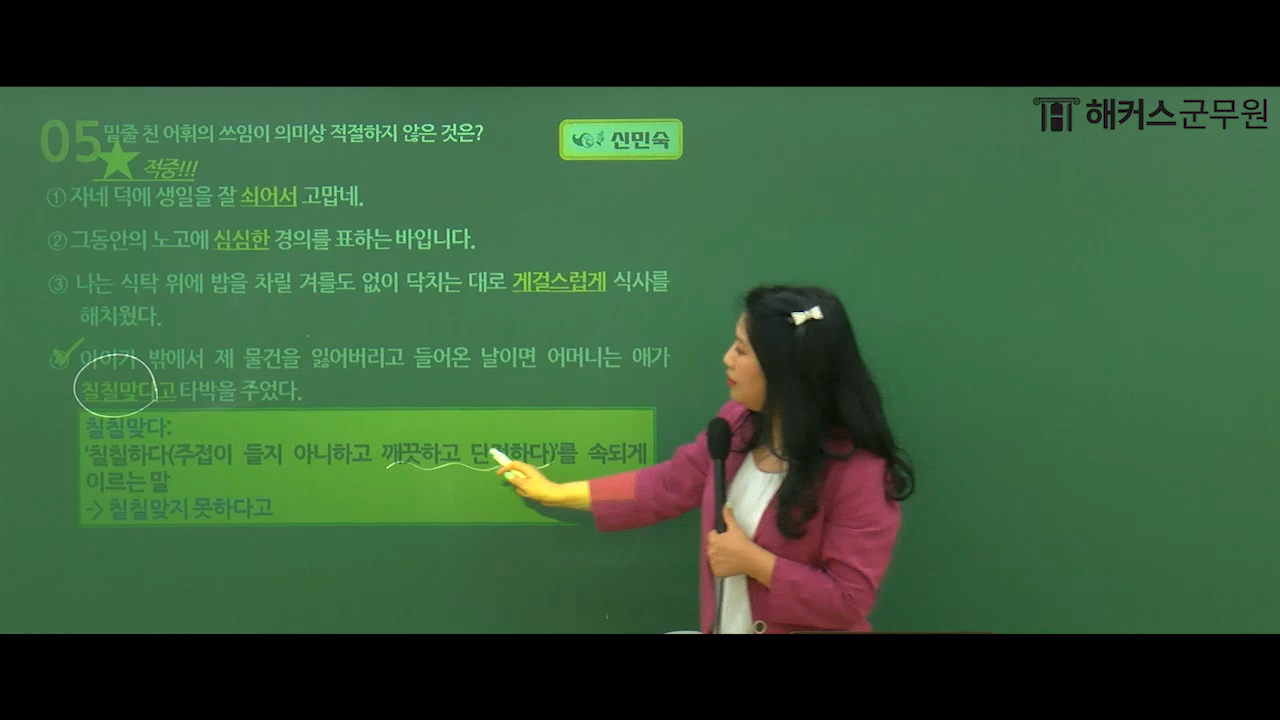 해커스군무원
05 밑줄 친 어휘의 쓰임이 의미상 적절하지 않은 것은?
신민숙
적중!!!
① 자네 덕에 생일을 잘 쇠어서 고맙네.
② 그동안의 노고에 심심한 경의를 표하는 바입니다.
③ 나는 식탁 위에 밥을 차릴 겨를도 없이 닥치는 대로 게걸스럽게 식사를
해치웠다.
아이가 밖에서 제 물건을 잃어버리고 들어온 날이면 어머니는 애가
칠칠맞다고 타박을 주었다.
칠칠맞다:
'칠칠하다(주접이 들지 아니하고 깨끗하고 단정하다)'를 속되게
이르는 말
-> 칠칠맞지 못하다고